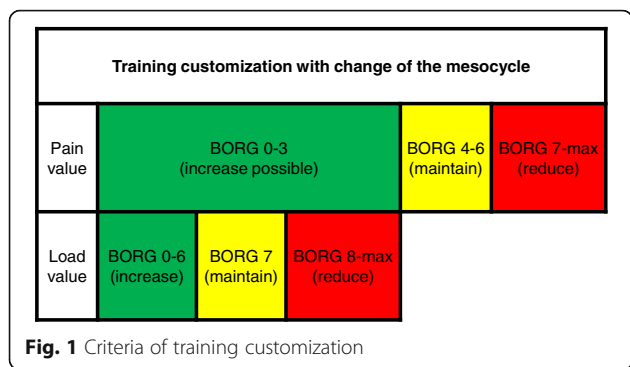 Training customization with change of the mesocycle
Pain
value
BORG 0-3
(increase possible)
BORG 4-6
(maintain)
BORG 7-max
(reduce)
Load
value
BORG 0-6
(increase)
BORG 7
(maintain)
BORG 8-max
(reduce)
Fig. 1 Criteria of training customization